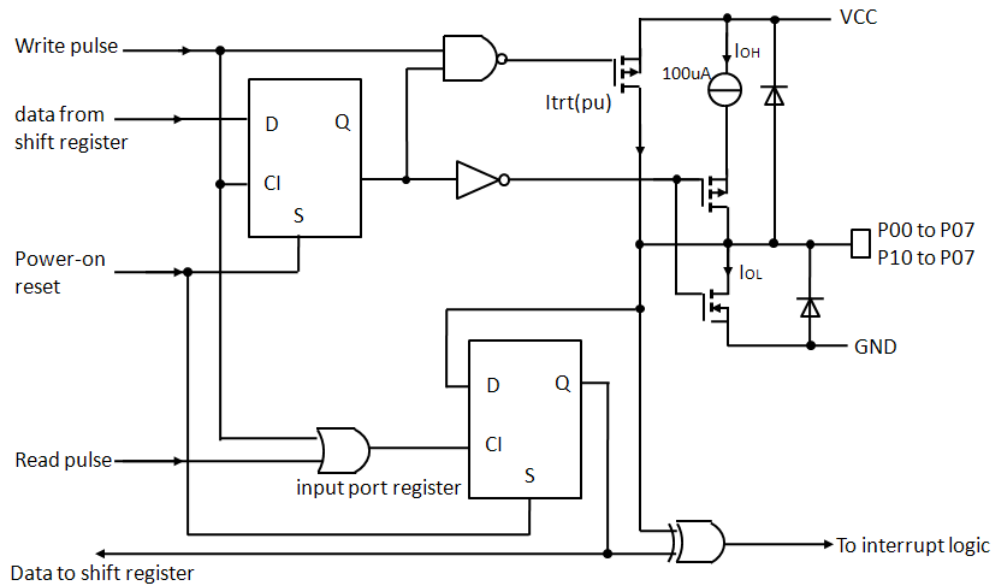 Write pulse
VCC
IOH
100uA
Itrt(pu)
data from
shift register
D
Q
CI
S
P00 to P07
P10 to P07
Power-on
reset
IOL
GND
D
Q
CI
S
Read pulse
input port register
To interrupt logic
Data to shift register